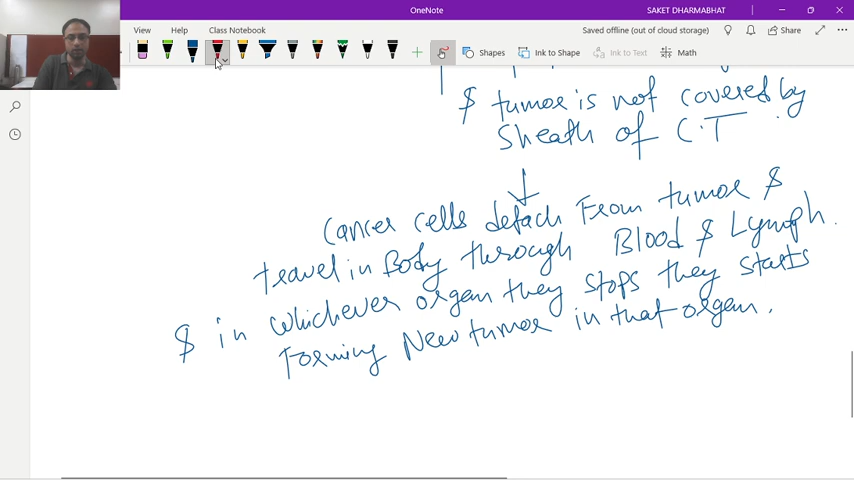 OneNote
SAKET DHARMABHAT
View Help Class Notebook
Saved offline (out of cloud storage)
Share
Shapes
Ink to Shape
Ink to Text
Math
$ tumor is not covered by
Sheath of C.T
↓
Cancer cells detach From tumor $
travel in Body through Blood $ Lymph.
$ in whichever organ they stops they starts
Forming New tumor in that organ.